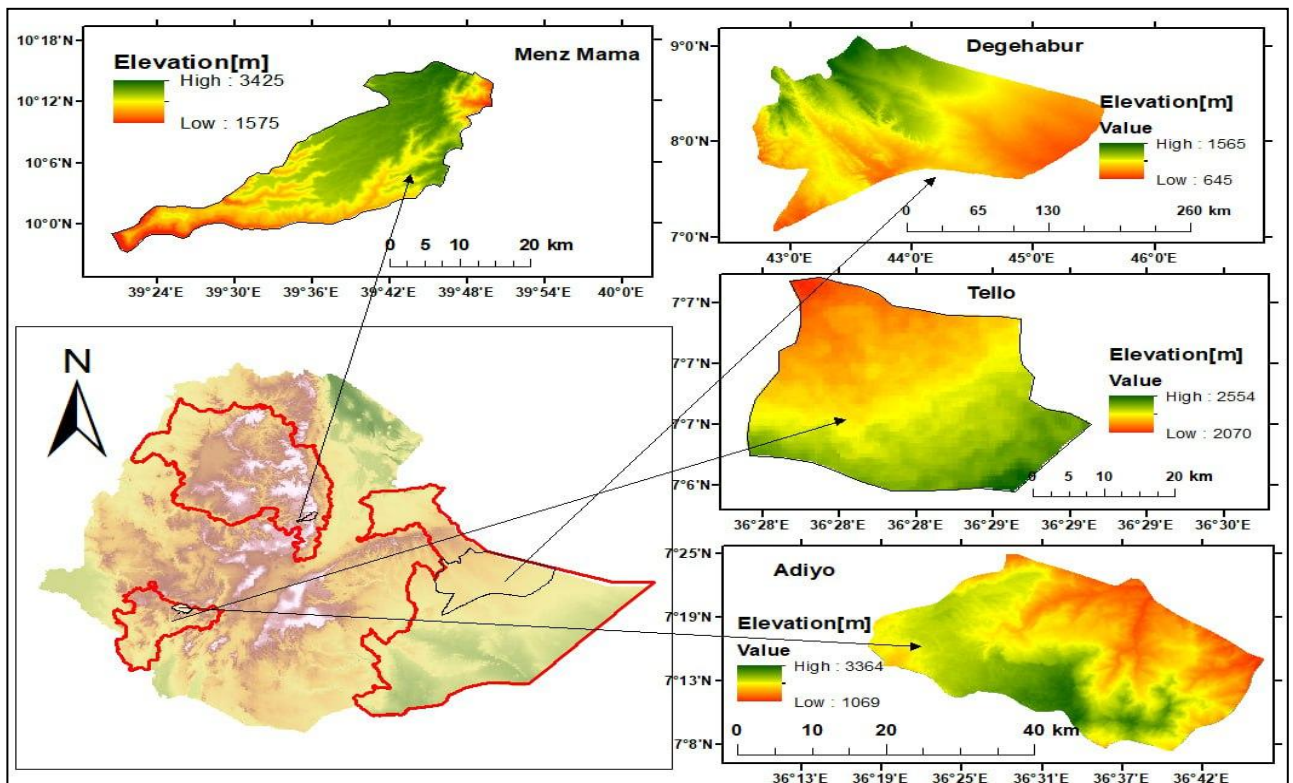 Menz Mama
Elevation[m]
High : 3425
Low : 1575
10°18'N
10°12'N
10°6'N
10°0'N
0 5 10 20 km
39°24'E 39°30'E 39°36'E 39°42'E 39°48'E 39°54'E 40°0'E
Degehabur
Elevation[m]
Value
High : 1565
Low : 645
9°0'N
8°0'N
7°0'N
0 65 130 260 km
43°0'E 44°0'E 45°0'E 46°0'E
Tello
Elevation[m]
Value
High : 2554
Low : 2070
7°7'N
7°7'N
7°7'N
7°6'N
0 5 10 20 km
36°28'E 36°28'E 36°28'E 36°29'E 36°29'E 36°29'E 36°30'E
N
Adiyo
Elevation[m]
Value
High : 3364
Low : 1069
7°25'N
7°19'N
7°13'N
7°8'N
0 10 20 40 km
36°13'E 36°19'E 36°25'E 36°31'E 36°37'E 36°42'E